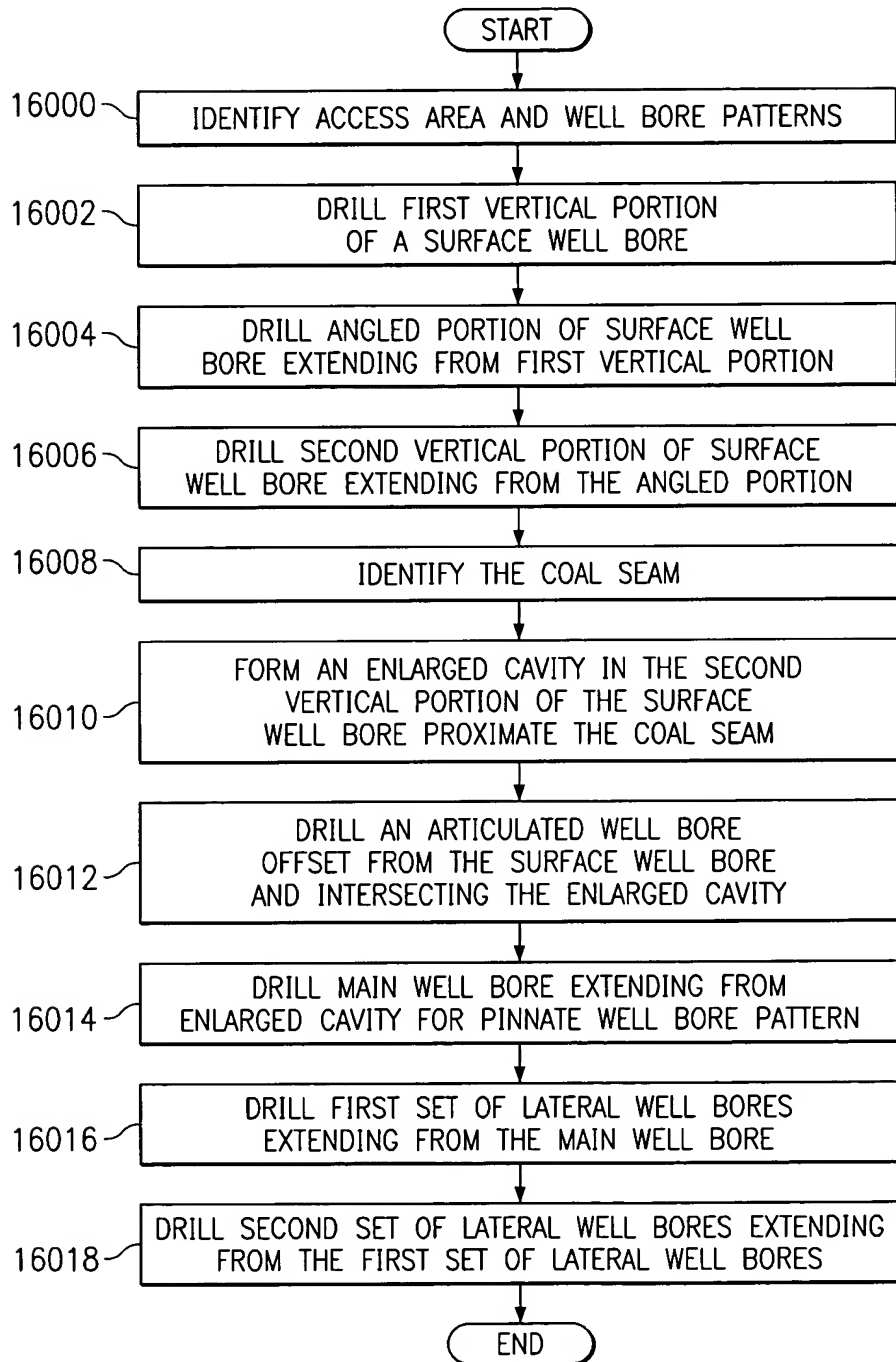 START
16000
IDENTIFY ACCESS AREA AND WELL BORE PATTERNS
16002
DRILL FIRST VERTICAL PORTION
OF A SURFACE WELL BORE
16004
DRILL ANGLED PORTION OF SURFACE WELL
BORE EXTENDING FROM FIRST VERTICAL PORTION
16006
DRILL SECOND VERTICAL PORTION OF SURFACE
WELL BORE EXTENDING FROM THE ANGLED PORTION
16008
IDENTIFY THE COAL SEAM
16010
FORM AN ENLARGED CAVITY IN THE SECOND
VERTICAL PORTION OF THE SURFACE
WELL BORE PROXIMATE THE COAL SEAM
16012
DRILL AN ARTICULATED WELL BORE
OFFSET FROM THE SURFACE WELL BORE
AND INTERSECTING THE ENLARGED CAVITY
16014
DRILL MAIN WELL BORE EXTENDING FROM
ENLARGED CAVITY FOR PINNATE WELL BORE PATTERN
16016
DRILL FIRST SET OF LATERAL WELL BORES
EXTENDING FROM THE MAIN WELL BORE
16018
DRILL SECOND SET OF LATERAL WELL BORES EXTENDING
FROM THE FIRST SET OF LATERAL WELL BORES
END